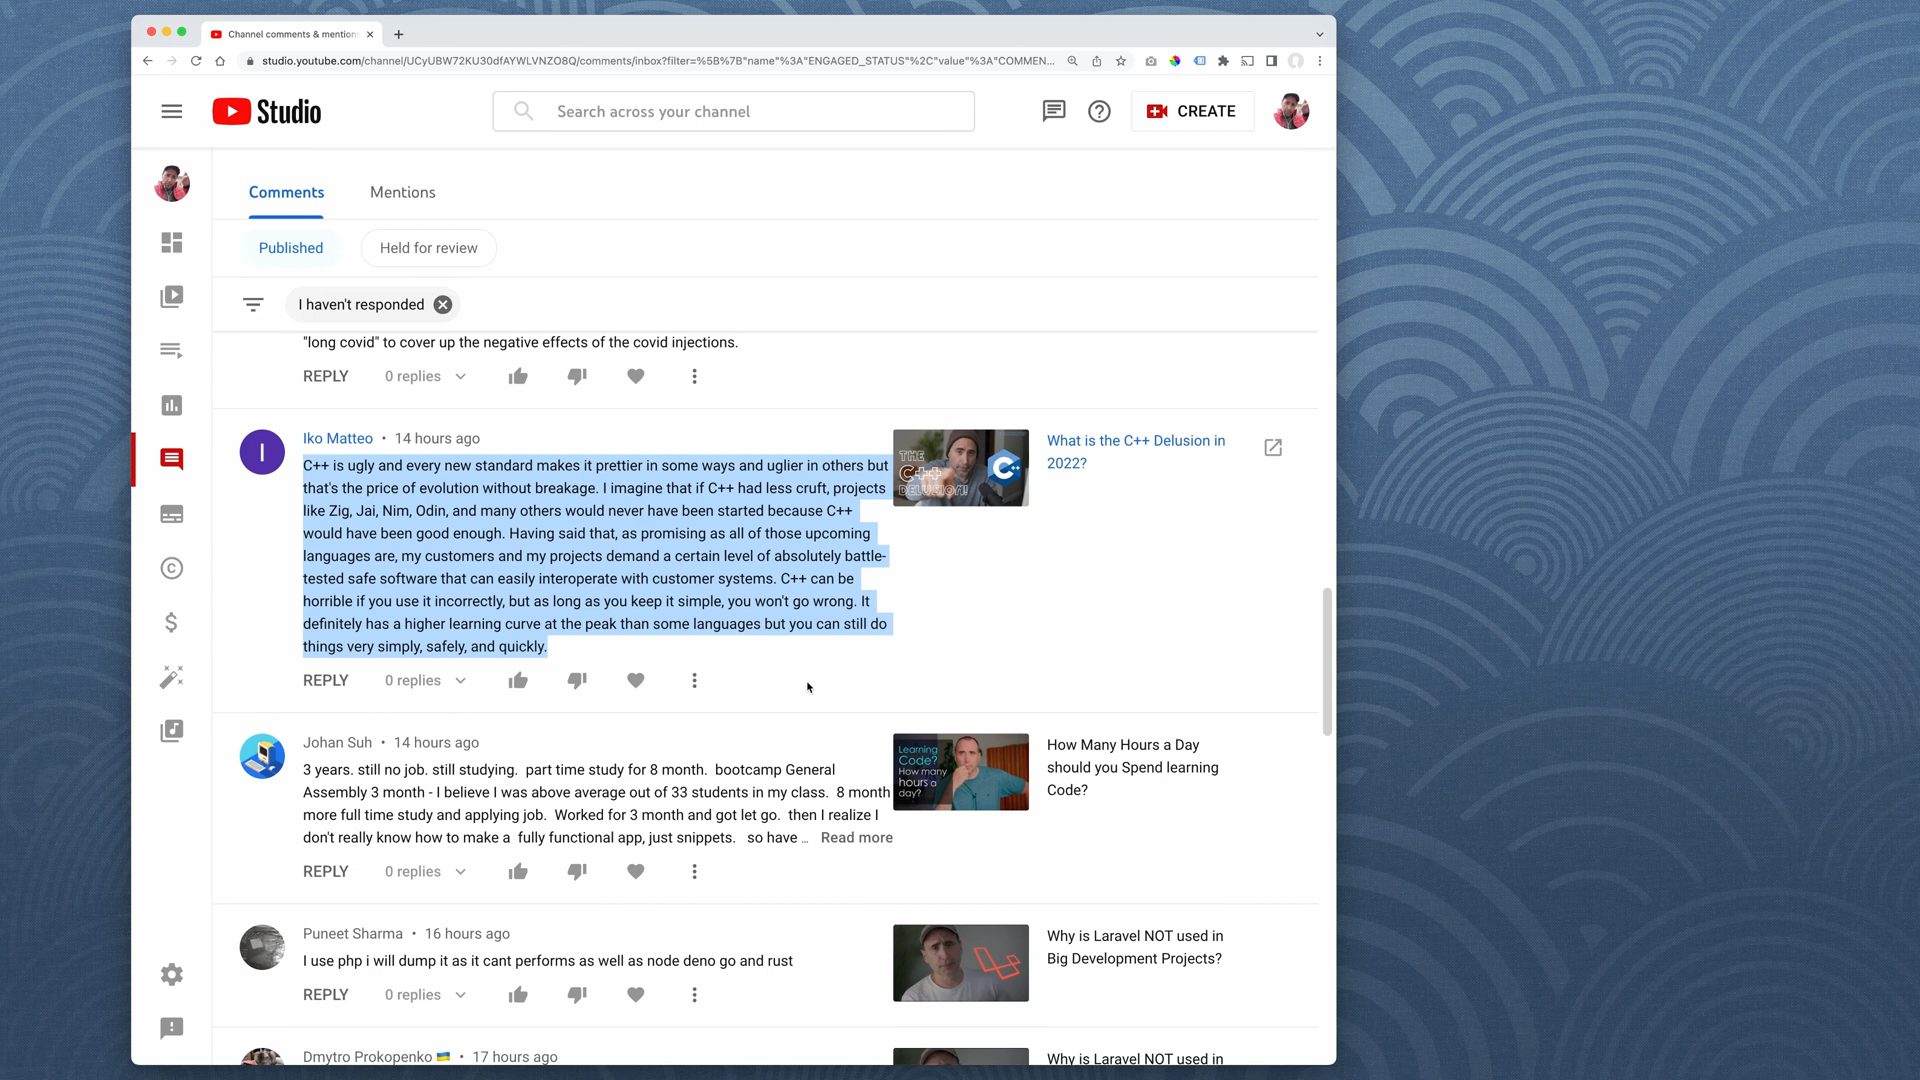 Channel comments & mention
studio.youtube.com/channel/UCyUBW72KU30dfAYWLVNZO8Q/comments/inbox?filter=%5B%7B"name"%3A"ENGAGED_STATUS"%2C"value"%3A"COMMEN...
Studio
Search across your channel
CREATE
Comments
Mentions
Published
Held for review
I haven't responded
"long covid" to cover up the negative effects of the covid injections.
REPLY 0 replies
Iko Matteo • 14 hours ago
C++ is ugly and every new standard makes it prettier in some ways and uglier in others but
that's the price of evolution without breakage. I imagine that if C++ had less cruft, projects
like Zig, Jai, Nim, Odin, and many others would never have been started because C++
would have been good enough. Having said that, as promising as all of those upcoming
languages are, my customers and my projects demand a certain level of absolutely battle-
tested safe software that can easily interoperate with customer systems. C++ can be
horrible if you use it incorrectly, but as long as you keep it simple, you won't go wrong. It
definitely has a higher learning curve at the peak than some languages but you can still do
things very simply, safely, and quickly.
THE
C++
DELUSION!
What is the C++ Delusion in
2022?
REPLY 0 replies
Johan Suh • 14 hours ago
3 years. still no job. still studying. part time study for 8 month. bootcamp General
Assembly 3 month - I believe I was above average out of 33 students in my class. 8 month
more full time study and applying job. Worked for 3 month and got let go. then I realize I
don't really know how to make a fully functional app, just snippets. so have ... Read more
Learning
Code?
How many
hours a
day?
How Many Hours a Day
should you Spend learning
Code?
REPLY 0 replies
Puneet Sharma • 16 hours ago
I use php i will dump it as it cant performs as well as node deno go and rust
Why is Laravel NOT used in
Big Development Projects?
REPLY 0 replies
Dmytro Prokopenko 🇺🇦 • 17 hours ago
Why is Laravel NOT used in